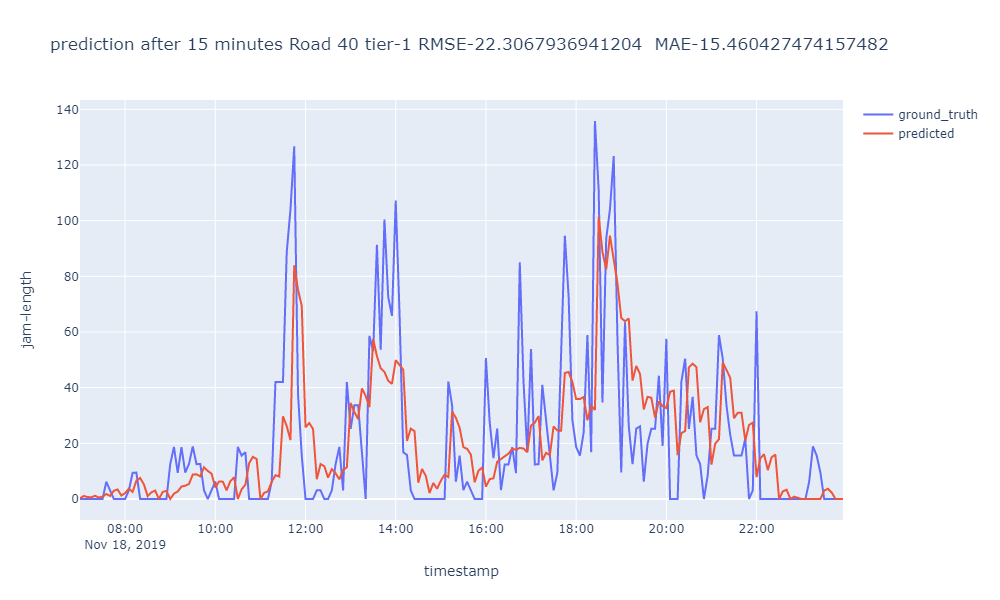 prediction after 15 minutes Road 40 tier-1 RMSE-22.3067936941204  MAE-15.460427474157482
ground_truth
predicted
140
120
100
80
60
40
20
0
jam-length
08:00 10:00 12:00 14:00 16:00 18:00 20:00 22:00
Nov 18, 2019
timestamp